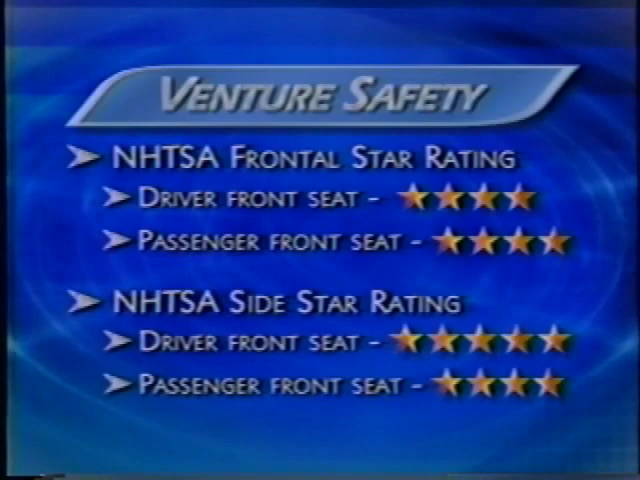 VENTURE SAFETY
NHTSA FRONTAL STAR RATING
DRIVER FRONT SEAT -
PASSENGER FRONT SEAT -
NHTSA SIDE STAR RATING
DRIVER FRONT SEAT -
PASSENGER FRONT SEAT -